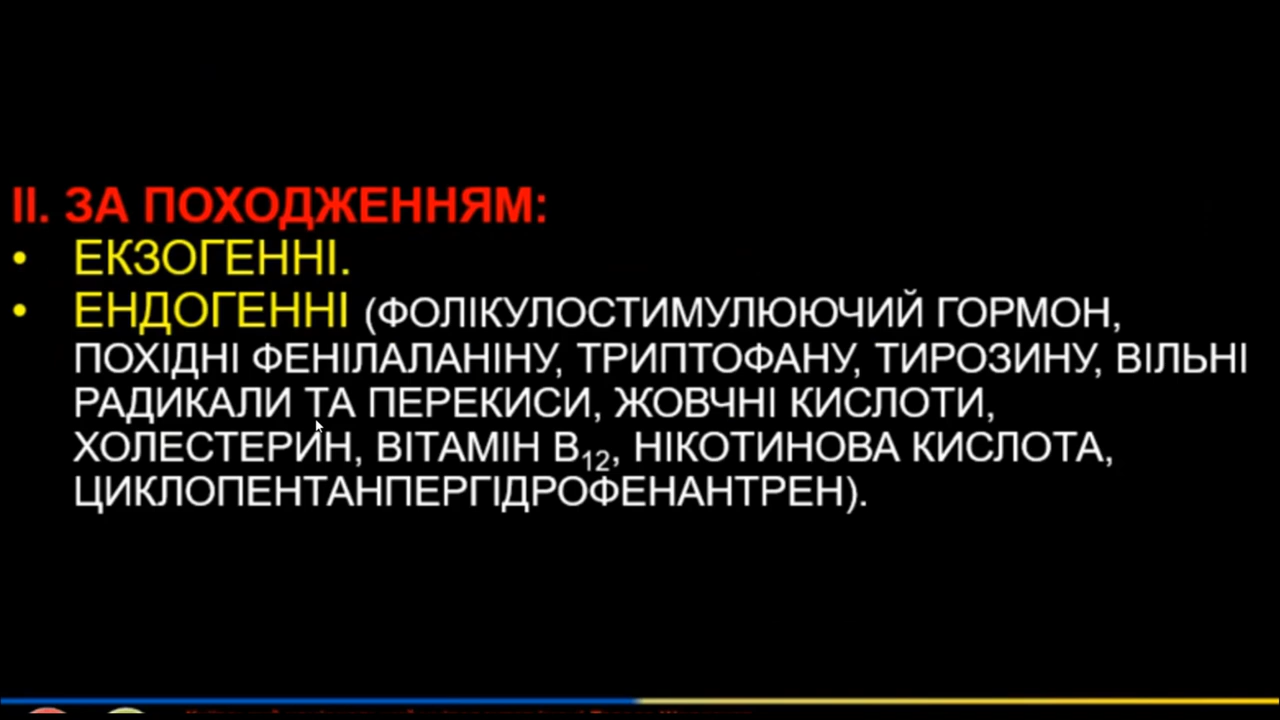 II. ЗА ПОХОДЖЕННЯМ:
• ЕКЗОГЕННІ.
• ЕНДОГЕННІ (ФОЛІКУЛОСТИМУЛЮЮЧИЙ ГОРМОН,
ПОХІДНІ ФЕНІЛАЛАНІНУ, ТРИПТОФАНУ, ТИРОЗИНУ, ВІЛЬНІ
РАДИКАЛИ ТА ПЕРЕКИСИ, ЖОВЧНІ КИСЛОТИ,
ХОЛЕСТЕРИН, ВІТАМІН В₁₂, НІКОТИНОВА КИСЛОТА,
ЦИКЛОПЕНТАНПЕРГІДРОФЕНАНТРЕН).